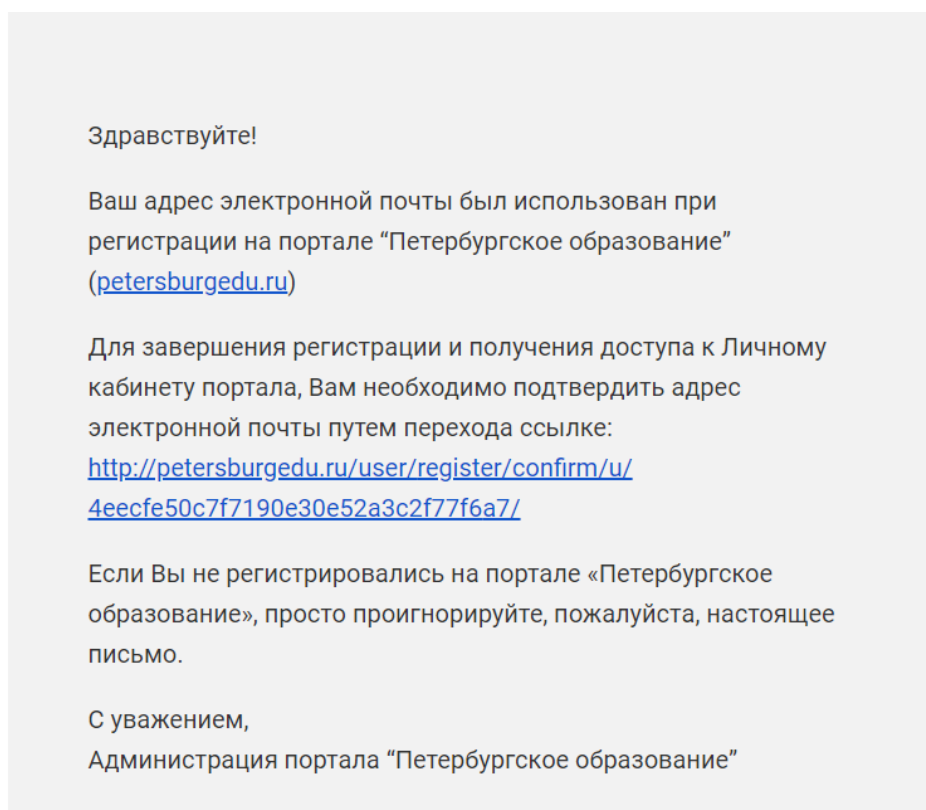 Здравствуйте!
Ваш адрес электронной почты был использован при
регистрации на портале “Петербургское образование”
(petersburgedu.ru)
Для завершения регистрации и получения доступа к Личному
кабинету портала, Вам необходимо подтвердить адрес
электронной почты путем перехода ссылке:
http://petersburgedu.ru/user/register/confirm/u/
4eecfe50c7f7190e30e52a3c2f77f6a7/
Если Вы не регистрировались на портале «Петербургское
образование», просто проигнорируйте, пожалуйста, настоящее
письмо.
С уважением,
Администрация портала “Петербургское образование”